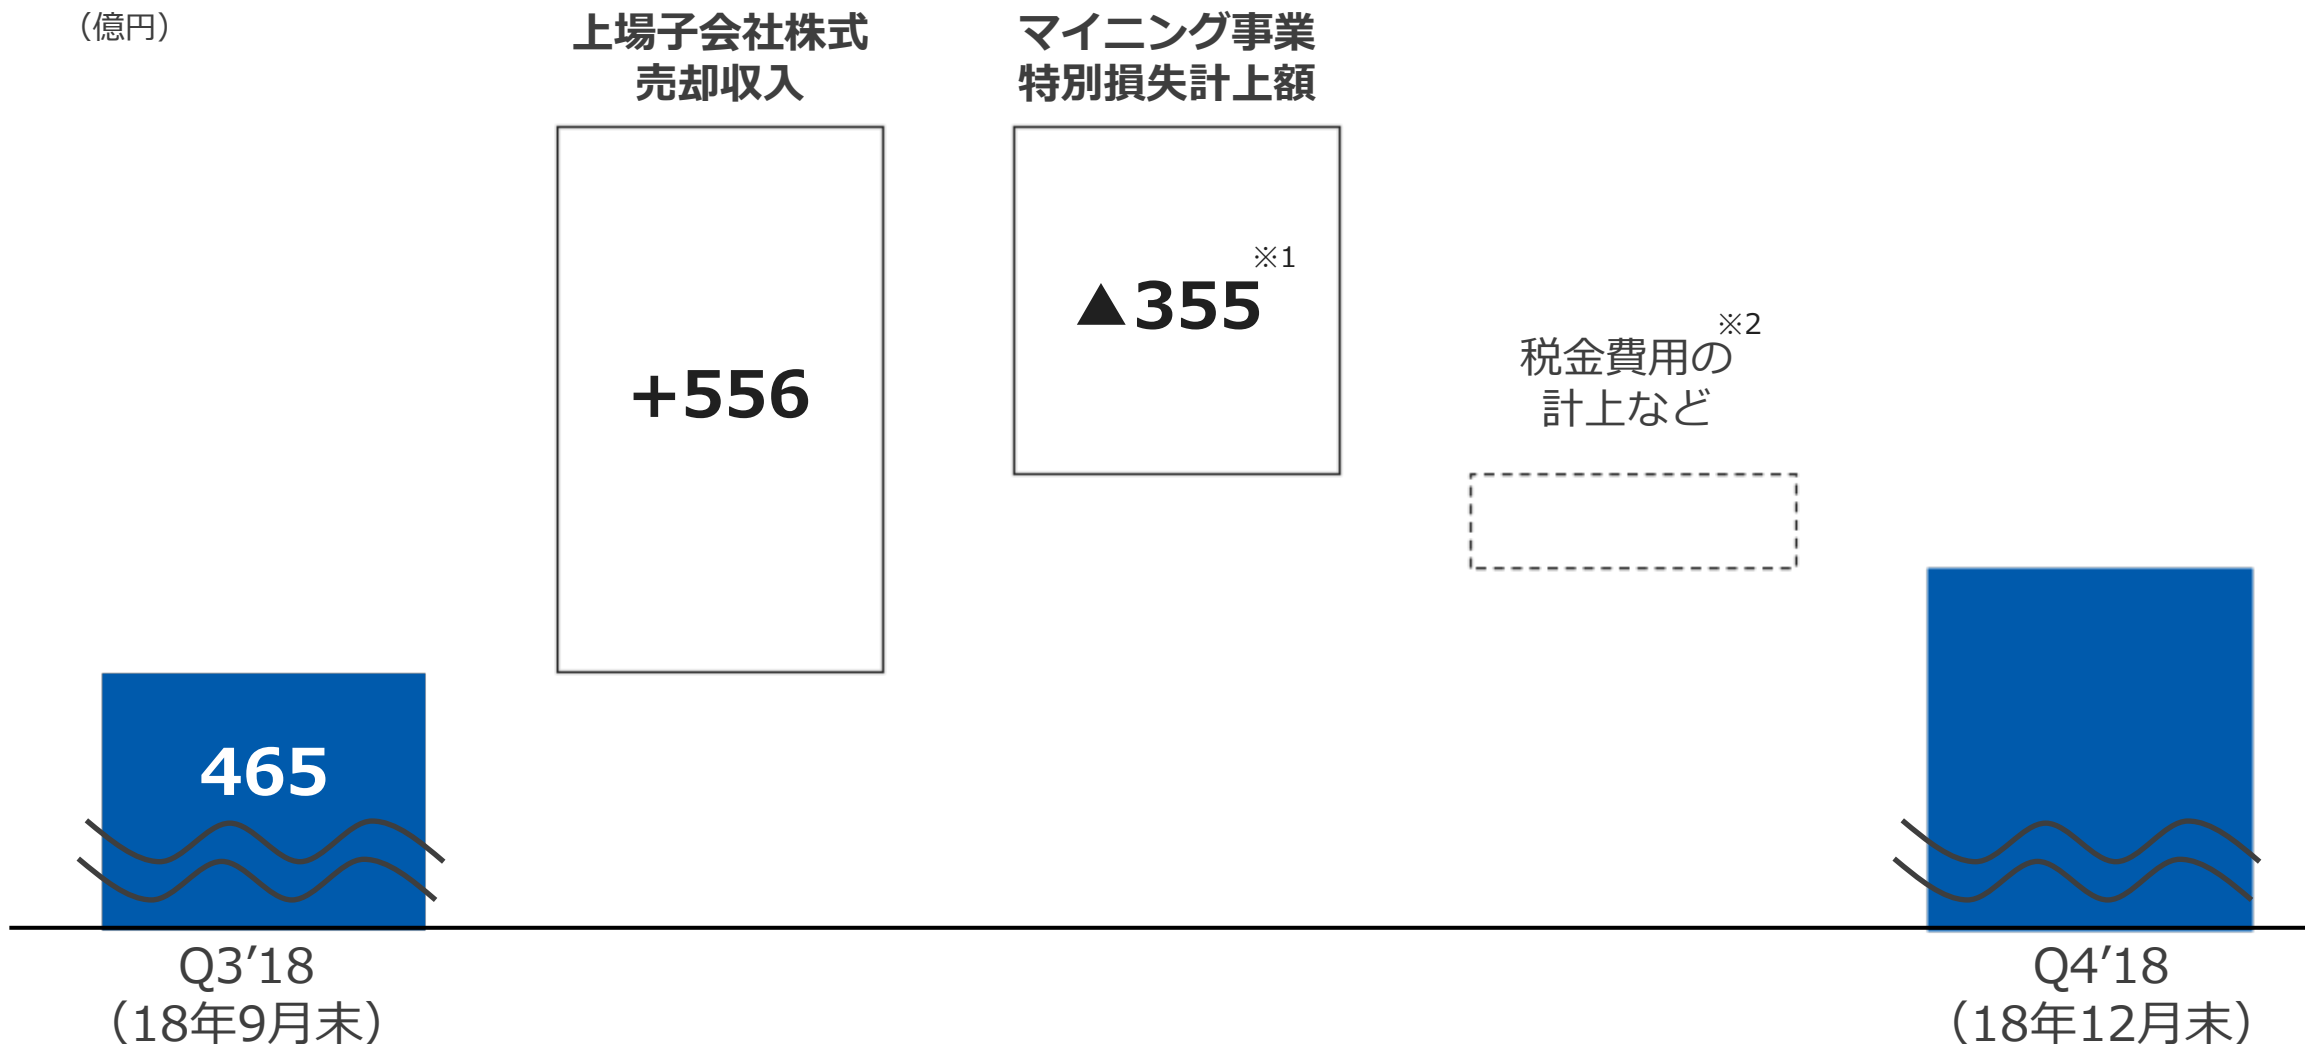 （億円）
上場子会社株式
売却収入
マイニング事業
特別損失計上額
+556
▲355※1
税金費用の※2
計上など
465
Q3’18
（18年9月末）
Q4’18
（18年12月末）